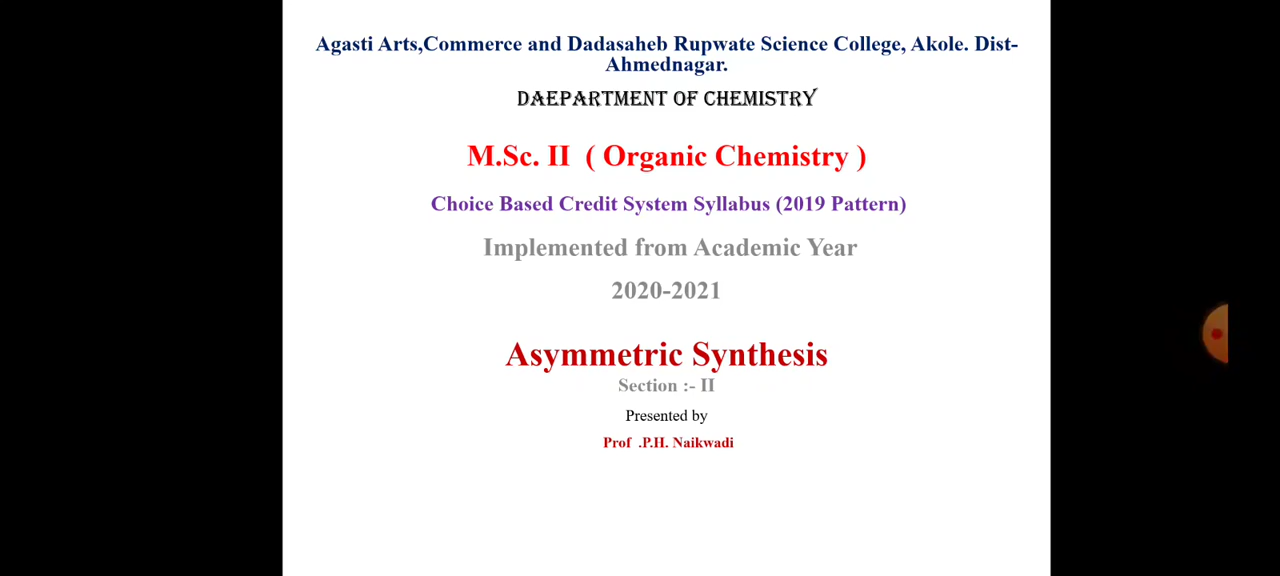 Agasti Arts,Commerce and Dadasaheb Rupwate Science College, Akole. Dist-
Ahmednagar.
DAEPARTMENT OF CHEMISTRY
M.Sc. II ( Organic Chemistry )
Choice Based Credit System Syllabus (2019 Pattern)
Implemented from Academic Year
2020-2021
Asymmetric Synthesis
Section :- II
Presented by
Prof .P.H. Naikwadi